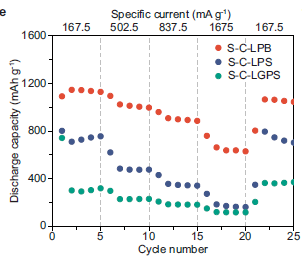 e
Specific current (mA g⁻¹)
167.5 502.5 837.5 1675 167.5
1600
1200
800
400
0
Discharge capacity (mAh g⁻¹)
S-C-LPB
S-C-LPS
S-C-LGPS
0 5 10 15 20 25
Cycle number